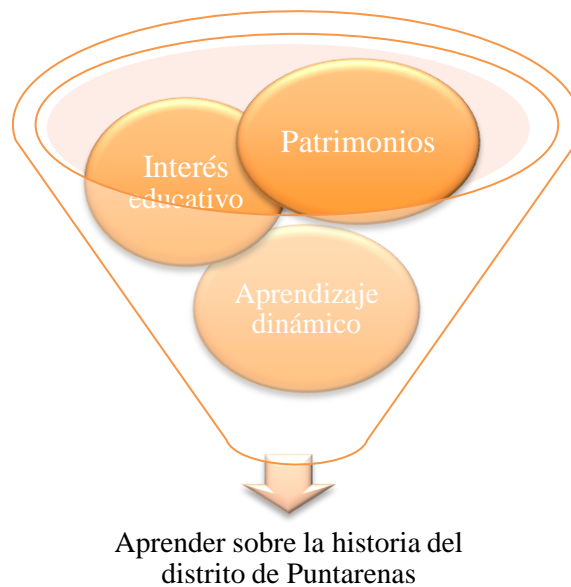 Patrimonios
Interés
educativo
Aprendizaje
dinámico
Aprender sobre la historia del
distrito de Puntarenas